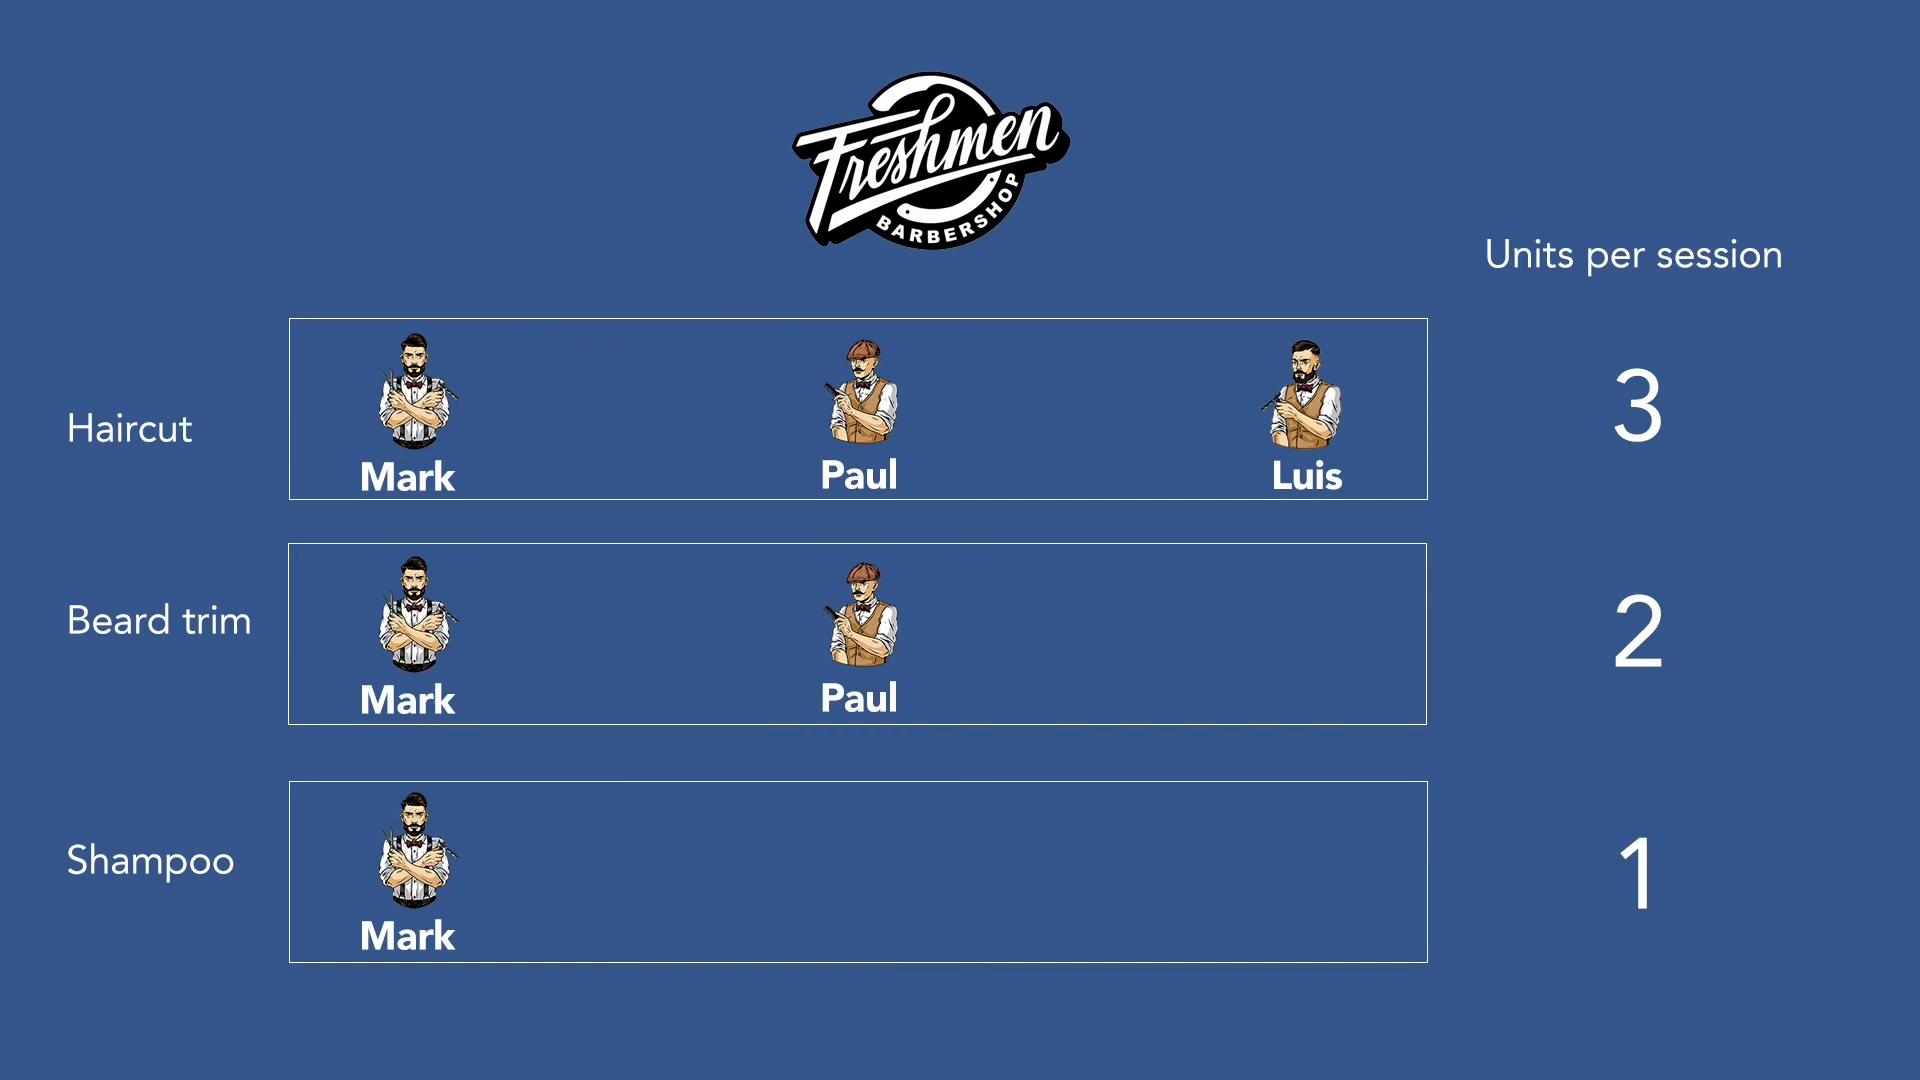 Freshmen
BARBERSHOP
Units per session
Haircut
Mark
Paul
Luis
3
Beard trim
Mark
Paul
2
Shampoo
Mark
1